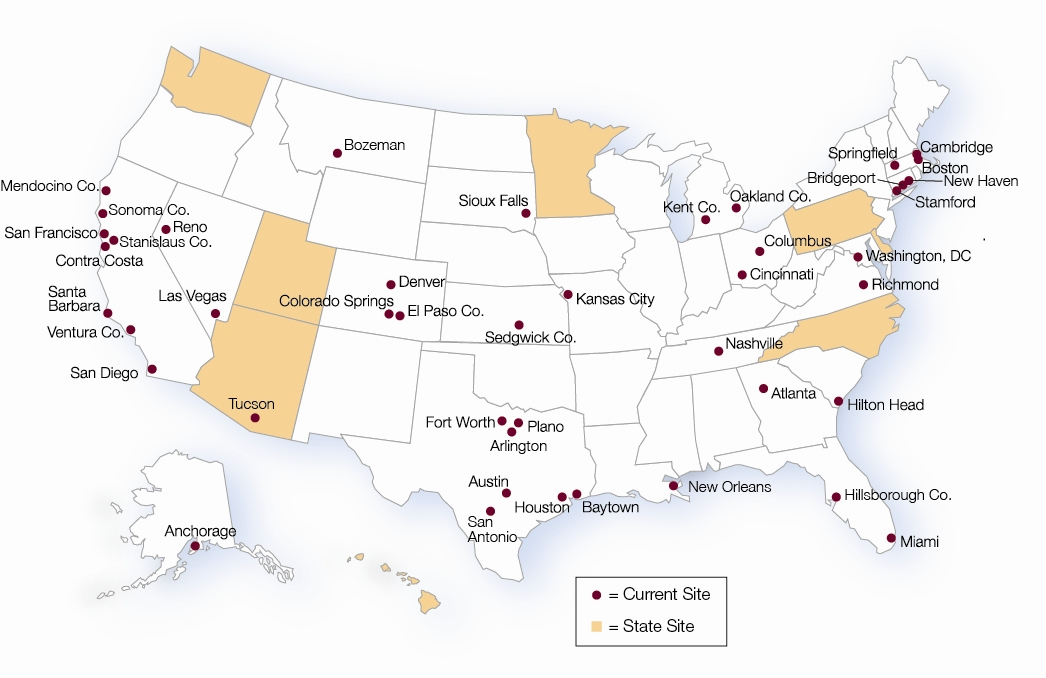 Bozeman
Mendocino Co.
Sonoma Co.
San Francisco
Stanislaus Co.
Contra Costa
Reno
Santa
Barbara
Ventura Co.
San Diego
Las Vegas
Tucson
Denver
Colorado Springs
El Paso Co.
Sioux Falls
Sedgwick Co.
Kansas City
Kent Co.
Oakland Co.
Columbus
Cincinnati
Springfield
Cambridge
Boston
Bridgeport
New Haven
Stamford
Washington, DC
Richmond
Nashville
Atlanta
Hilton Head
Fort Worth
Plano
Arlington
Austin
Houston
Baytown
San
Antonio
New Orleans
Hillsborough Co.
Miami
Anchorage
= Current Site
= State Site